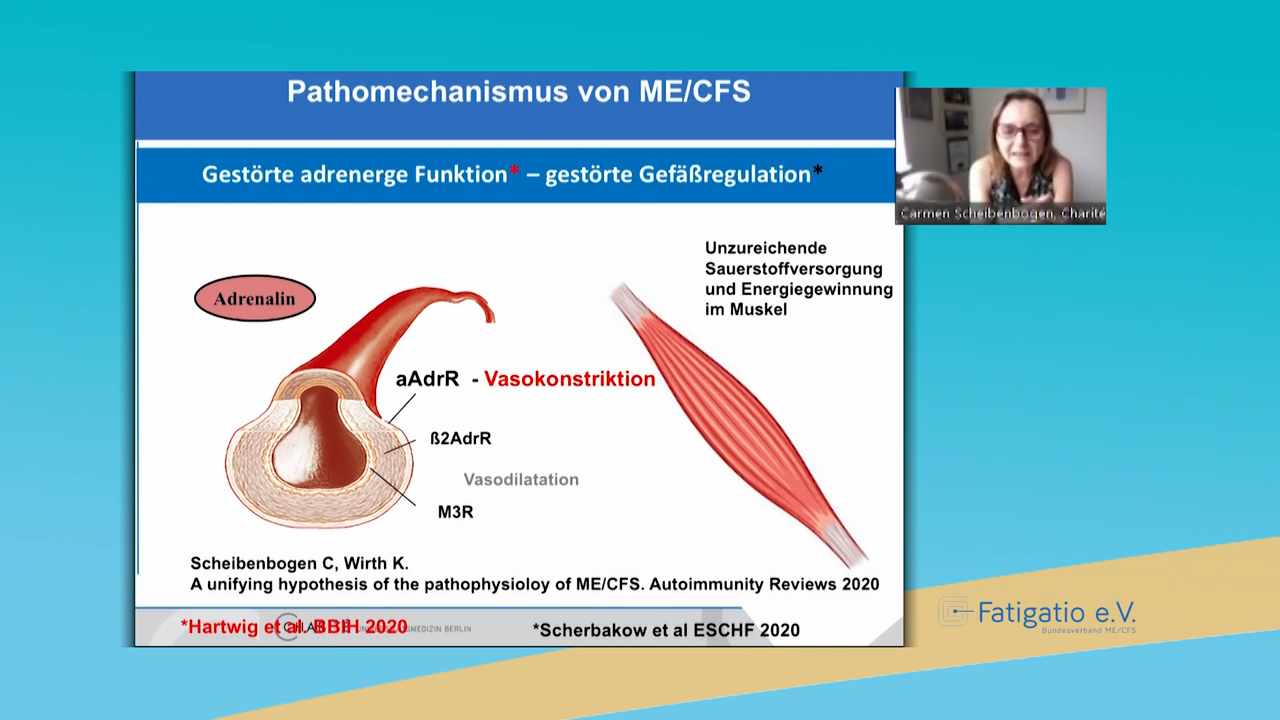 Pathomechanismus von ME/CFS
Gestörte adrenerge Funktion* – gestörte Gefäßregulation*
Carmen Scheibenbogen, Charité
Unzureichende
Sauerstoffversorgung
und Energiegewinnung
im Muskel
Adrenalin
aAdrR - Vasokonstriktion
ß2AdrR
Vasodilatation
M3R
Scheibenbogen C, Wirth K.
A unifying hypothesis of the pathophysioloy of ME/CFS. Autoimmunity Reviews 2020
*Hartwig et al. BBIH 2020
*Scherbakow et al ESCHF 2020
Fatigatio e.V.
Bundesverband ME/CFS